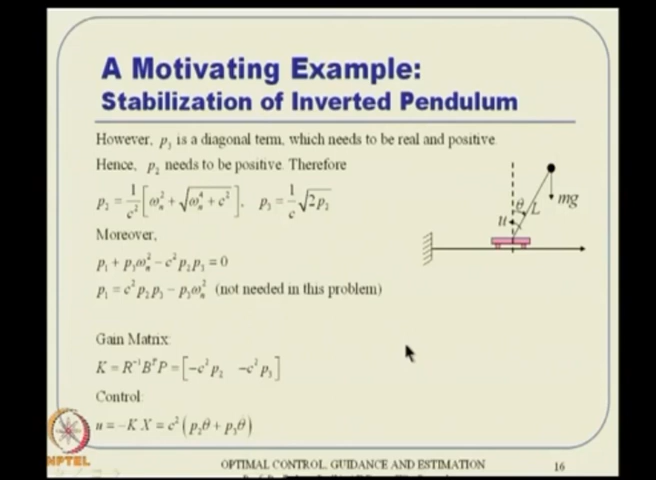 A Motivating Example:
Stabilization of Inverted Pendulum
However, p₃ is a diagonal term, which needs to be real and positive.
Hence, p₂ needs to be positive. Therefore
p₂ = 1/c² [ωₙ² + √(ωₙ⁴ + c²)], p₃ = 1/c √(2p₂)
Moreover,
p₁ + p₃ωₙ² − c²p₂p₃ = 0
p₁ = c²p₂p₃ − p₃ωₙ² (not needed in this problem)
Gain Matrix:
K = R⁻¹BᵀP = [−c²p₂ −c²p₃]
Control:
u = −K X = c²(p₂θ + p₃θ̇)
θ
L
mg
u
NPTEL
OPTIMAL CONTROL, GUIDANCE AND ESTIMATION
16